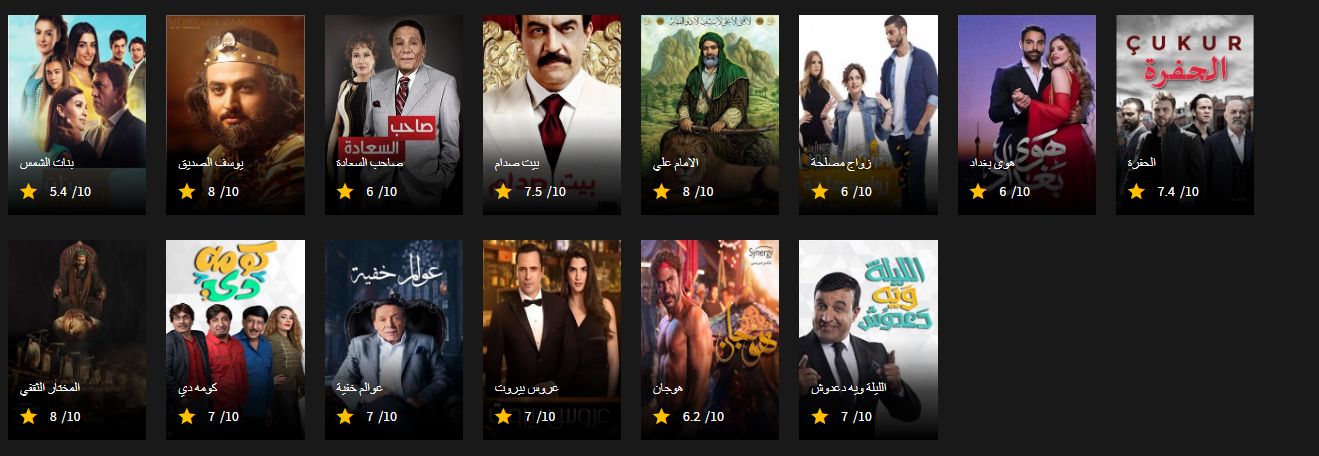 MOSTAFA ZAMANI
صاحب
السعادة
بيت صدام
هوى
بغداد
ÇUKUR
الحفرة
بنات الشمس
يوسف الصديق
صاحب السعادة
بيت صدام
الامام علي
زواج مصلحة
هوى بغداد
الحفرة
5.4 /10
8 /10
6 /10
7.5 /10
8 /10
6 /10
6 /10
7.4 /10
كومه
دي
عوالم خفية
Synergy
هوجان
الليلة
ويه
دعدوش
المختار الثقفي
كومه دي
عوالم خفية
عروس بيروت
هوجان
الليلة ويه دعدوش
8 /10
7 /10
7 /10
7 /10
6.2 /10
7 /10